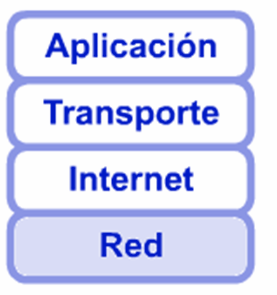 Aplicación
Transporte
Internet
Red